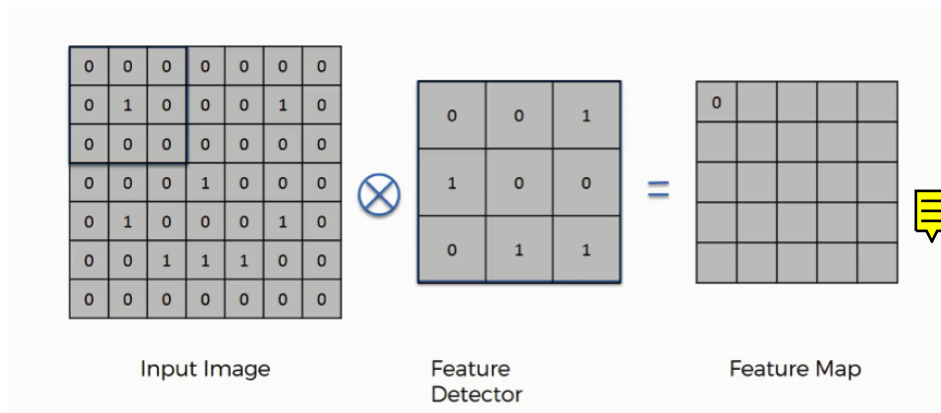 0 0 0 0 0 0 0
0 1 0 0 0 1 0
0 0 0 0 0 0 0
0 0 0 1 0 0 0
0 1 0 0 0 1 0
0 0 1 1 1 0 0
0 0 0 0 0 0 0
Input Image
0 0 1
1 0 0
0 1 1
Feature
Detector
=
0
Feature Map